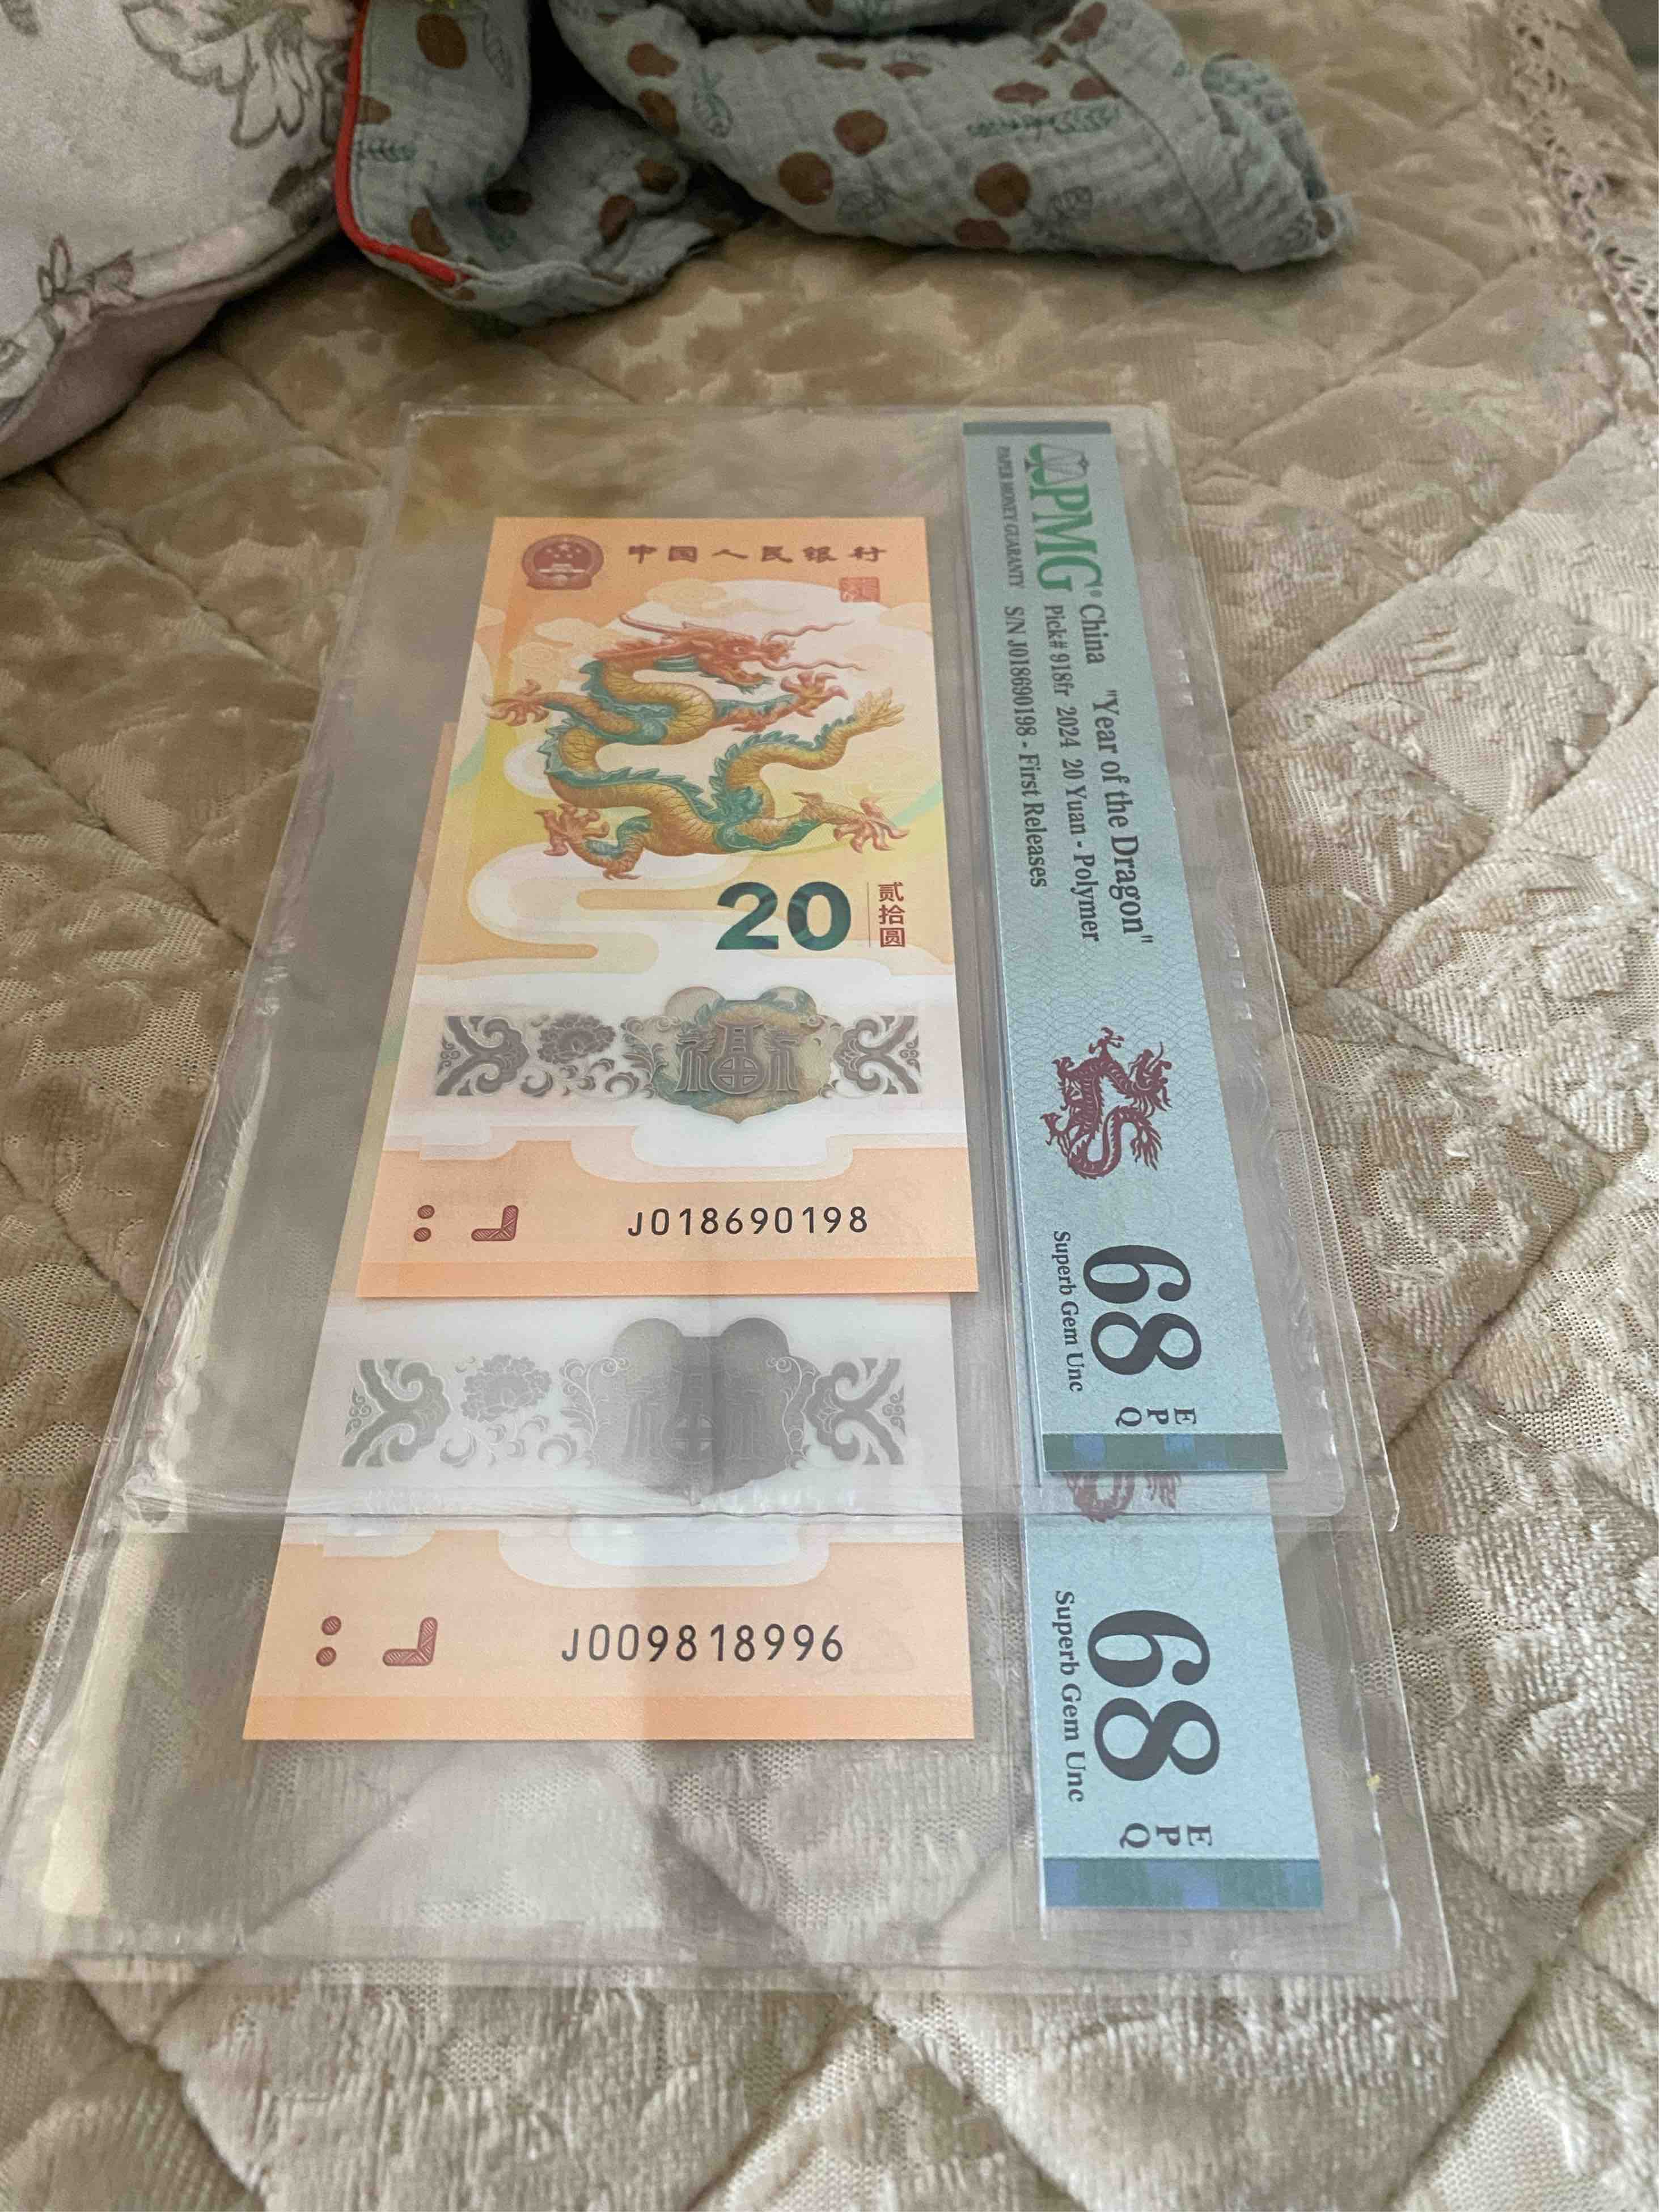 中国人民银行
20
贰拾圆
福
J018690198
PMG
PAPER MONEY GUARANTY
China "Year of the Dragon"
Pick# 918fr 2024 20 Yuan - Polymer
S/N J018690198 - First Releases
68
Superb Gem Unc
E
P
Q
福
J009818996
68
Superb Gem Unc
E
P
Q